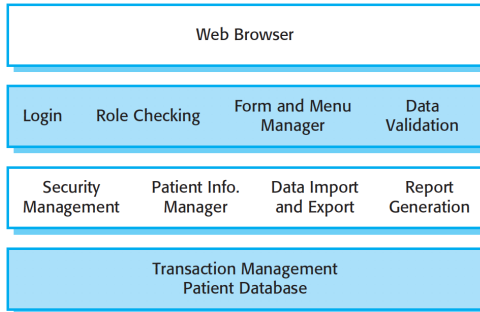 Web Browser
Login Role Checking Form and Menu Manager Data Validation
Security Management Patient Info. Manager Data Import and Export Report Generation
Transaction Management
Patient Database